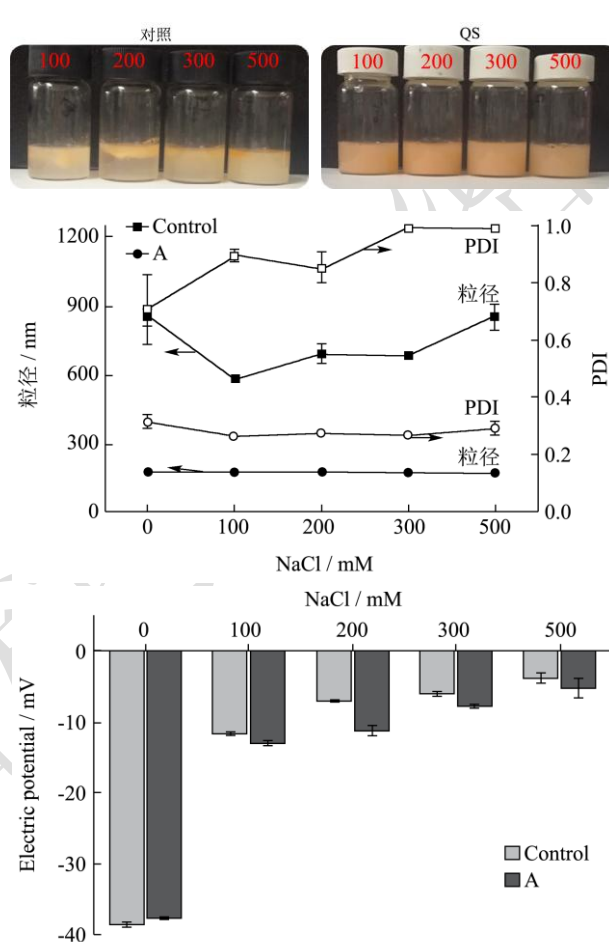 对照
QS
100 200 300 500
100 200 300 500
Control
A
1200
900
600
300
0
粒径 / nm
1.0
0.8
0.6
0.4
0.2
0.0
PDI
PDI
粒径
PDI
粒径
0 100 200 300 500
NaCl / mM
NaCl / mM
0 100 200 300 500
0
-10
-20
-30
-40
Electric potential / mV
Control
A